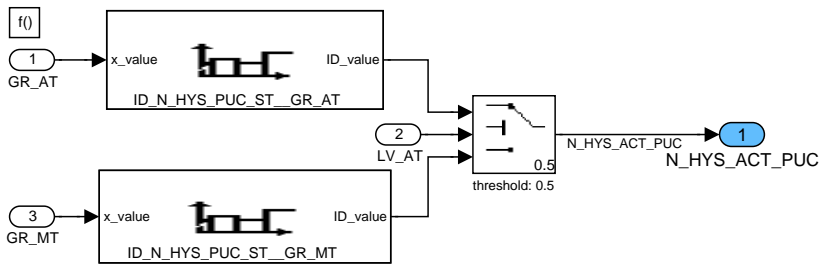 f()
1
GR_AT
x_value
ID_value
ID_N_HYS_PUC_ST__GR_AT
2
LV_AT
0.5
threshold: 0.5
N_HYS_ACT_PUC
1
N_HYS_ACT_PUC
3
GR_MT
x_value
ID_value
ID_N_HYS_PUC_ST__GR_MT